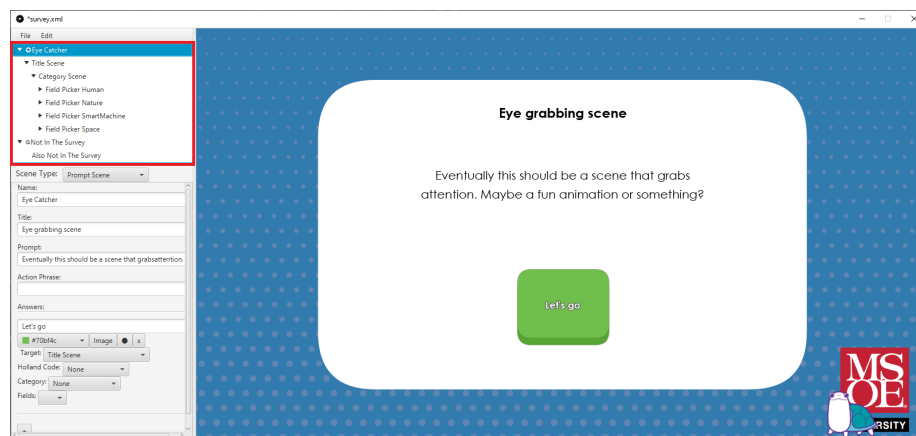 *survey.xml
File Edit
Eye Catcher
Title Scene
Category Scene
Field Picker Human
Field Picker Nature
Field Picker SmartMachine
Field Picker Space
Not In The Survey
Also Not In The Survey
Scene Type: Prompt Scene
Name:
Eye Catcher
Title:
Eye grabbing scene
Prompt:
Eventually this should be a scene that grabsattention.
Action Phrase:
Answers:
Let's go
#70bf4c Image x
Target: Title Scene
Holland Code: None
Category: None
Fields:
Eye grabbing scene
Eventually this should be a scene that grabs
attention. Maybe a fun animation or something?
Let's go
MS
OE
RSITY